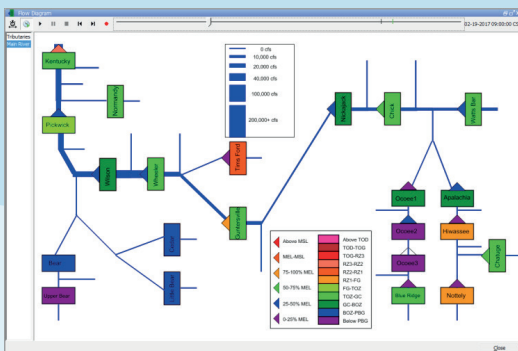 Flow Diagram
02-19-2017 09:00:00 CS
Tributaries
Main River
Kentucky
Normandy
Pickwick
Wilson
Wheeler
Tims Ford
Guntersville
Nickajack
Chick
Watts Bar
Bear
Upper Bear
Cedar
Little Bear
Ocoee1
Ocoee2
Ocoee3
Blue Ridge
Apalachia
Hiwassee
Nottely
Chatuge
0 cfs
10,000 cfs
20,000 cfs
40,000 cfs
100,000 cfs
200,000+ cfs
Above MSL
MEL-MSL
75-100% MEL
50-75% MEL
25-50% MEL
0-25% MEL
Above TOD
TOD-TOG
TOG-RZ3
RZ3-RZ2
RZ2-RZ1
RZ1-FG
FG-TOZ
TOZ-GC
GC-BOZ
BOZ-PBG
Below PBG
Close